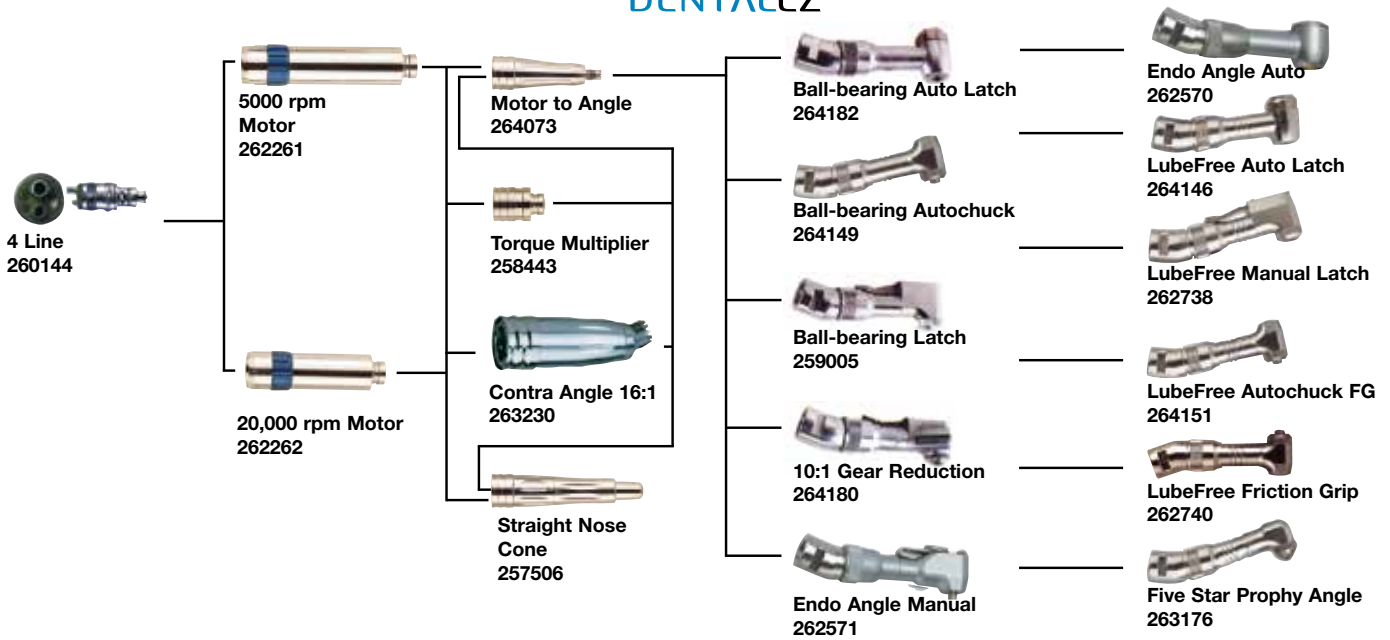 DENTALEZ
5000 rpm
Motor
262261
4 Line
260144
20,000 rpm Motor
262262
Motor to Angle
264073
Torque Multiplier
258443
Contra Angle 16:1
263230
Straight Nose
Cone
257506
Ball-bearing Auto Latch
264182
Ball-bearing Autochuck
264149
Ball-bearing Latch
259005
10:1 Gear Reduction
264180
Endo Angle Manual
262571
Endo Angle Auto
262570
LubeFree Auto Latch
264146
LubeFree Manual Latch
262738
LubeFree Autochuck FG
264151
LubeFree Friction Grip
262740
Five Star Prophy Angle
263176